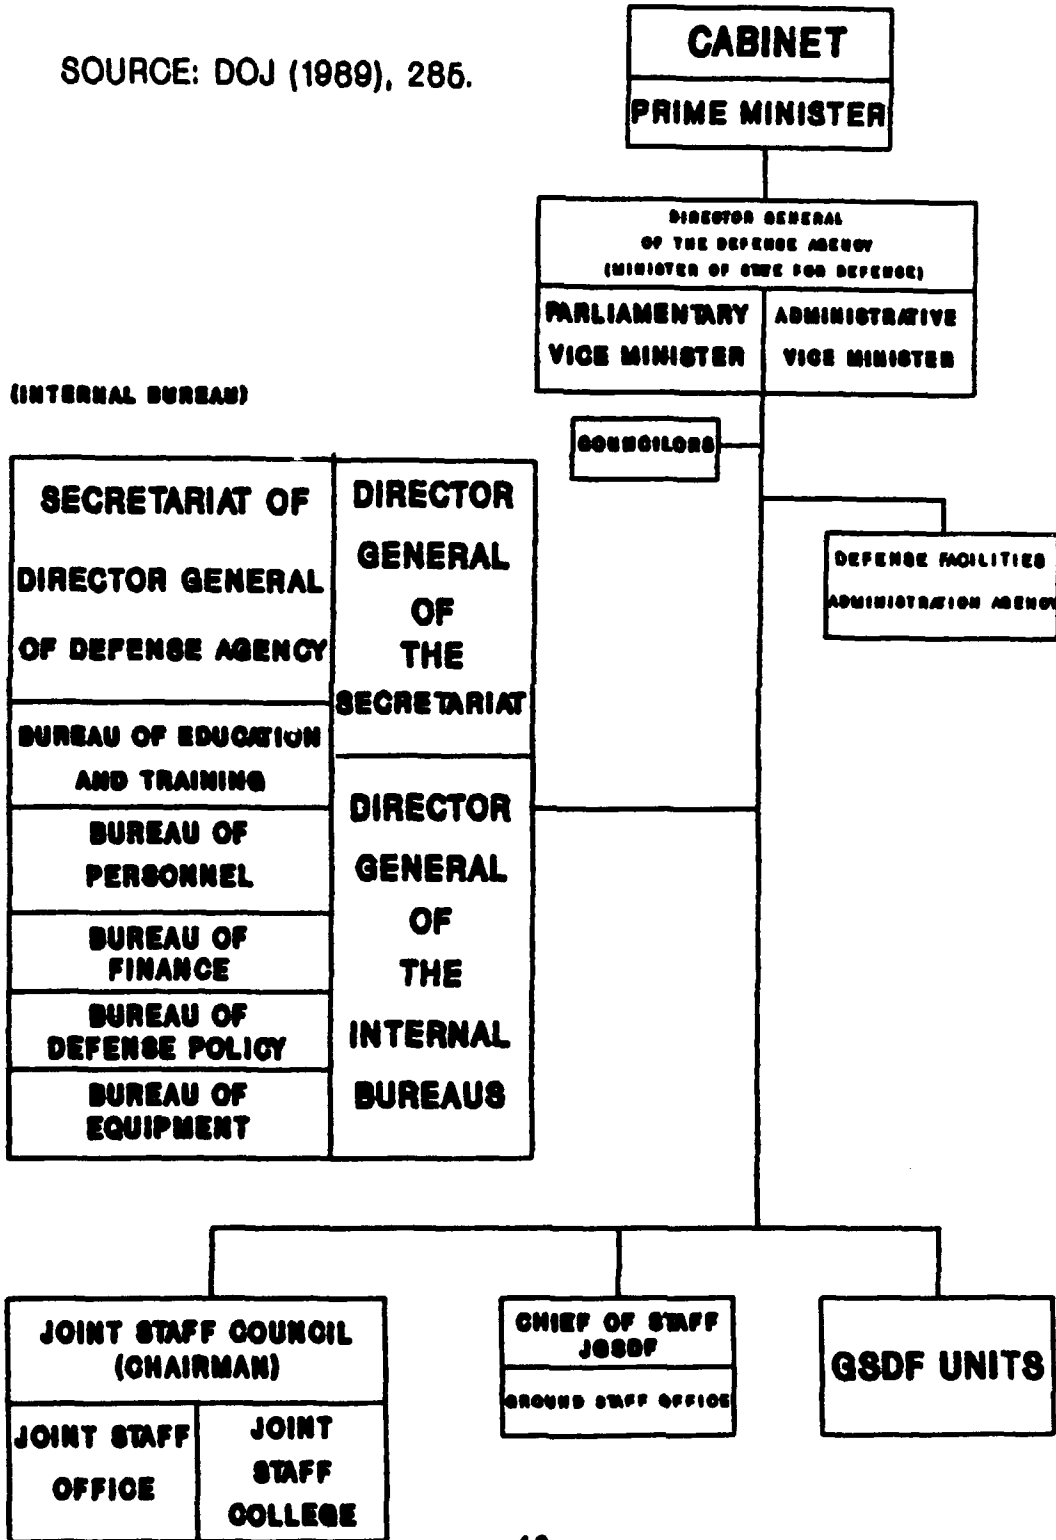 SOURCE: DOJ (1989), 285.
CABINET
PRIME MINISTER
DIRECTOR GENERAL
OF THE DEFENSE AGENCY
(MINISTER OF STATE FOR DEFENSE)
PARLIAMENTARY
VICE MINISTER
ADMINISTRATIVE
VICE MINISTER
(INTERNAL BUREAU)
COUNCILORS
DEFENSE FACILITIES
ADMINISTRATION AGENCY
SECRETARIAT OF
DIRECTOR GENERAL
OF DEFENSE AGENCY
DIRECTOR
GENERAL
OF
THE
SECRETARIAT
BUREAU OF EDUCATION
AND TRAINING
BUREAU OF
PERSONNEL
BUREAU OF
FINANCE
BUREAU OF
DEFENSE POLICY
BUREAU OF
EQUIPMENT
DIRECTOR
GENERAL
OF
THE
INTERNAL
BUREAUS
JOINT STAFF COUNCIL
(CHAIRMAN)
JOINT STAFF
OFFICE
JOINT
STAFF
COLLEGE
CHIEF OF STAFF
JGSDF
GROUND STAFF OFFICE
GSDF UNITS